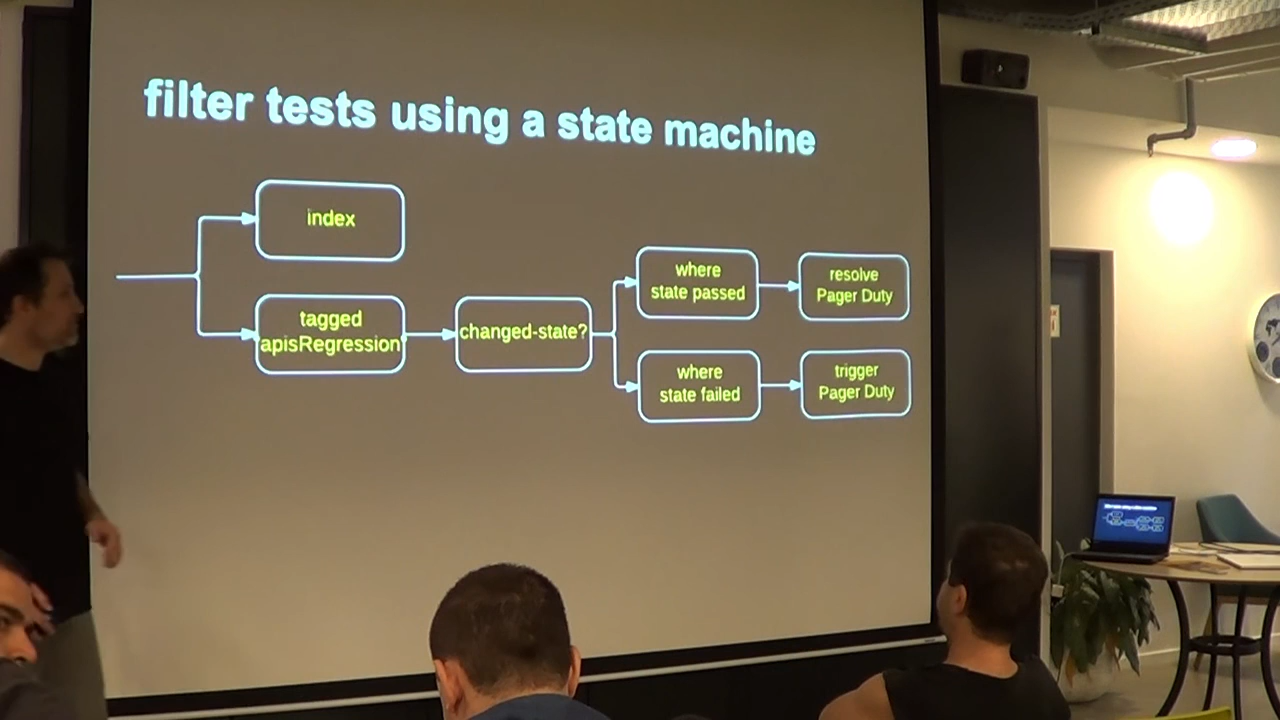 filter tests using a state machine
index
tagged
apisRegression
changed-state?
where
state passed
resolve
Pager Duty
where
state failed
trigger
Pager Duty